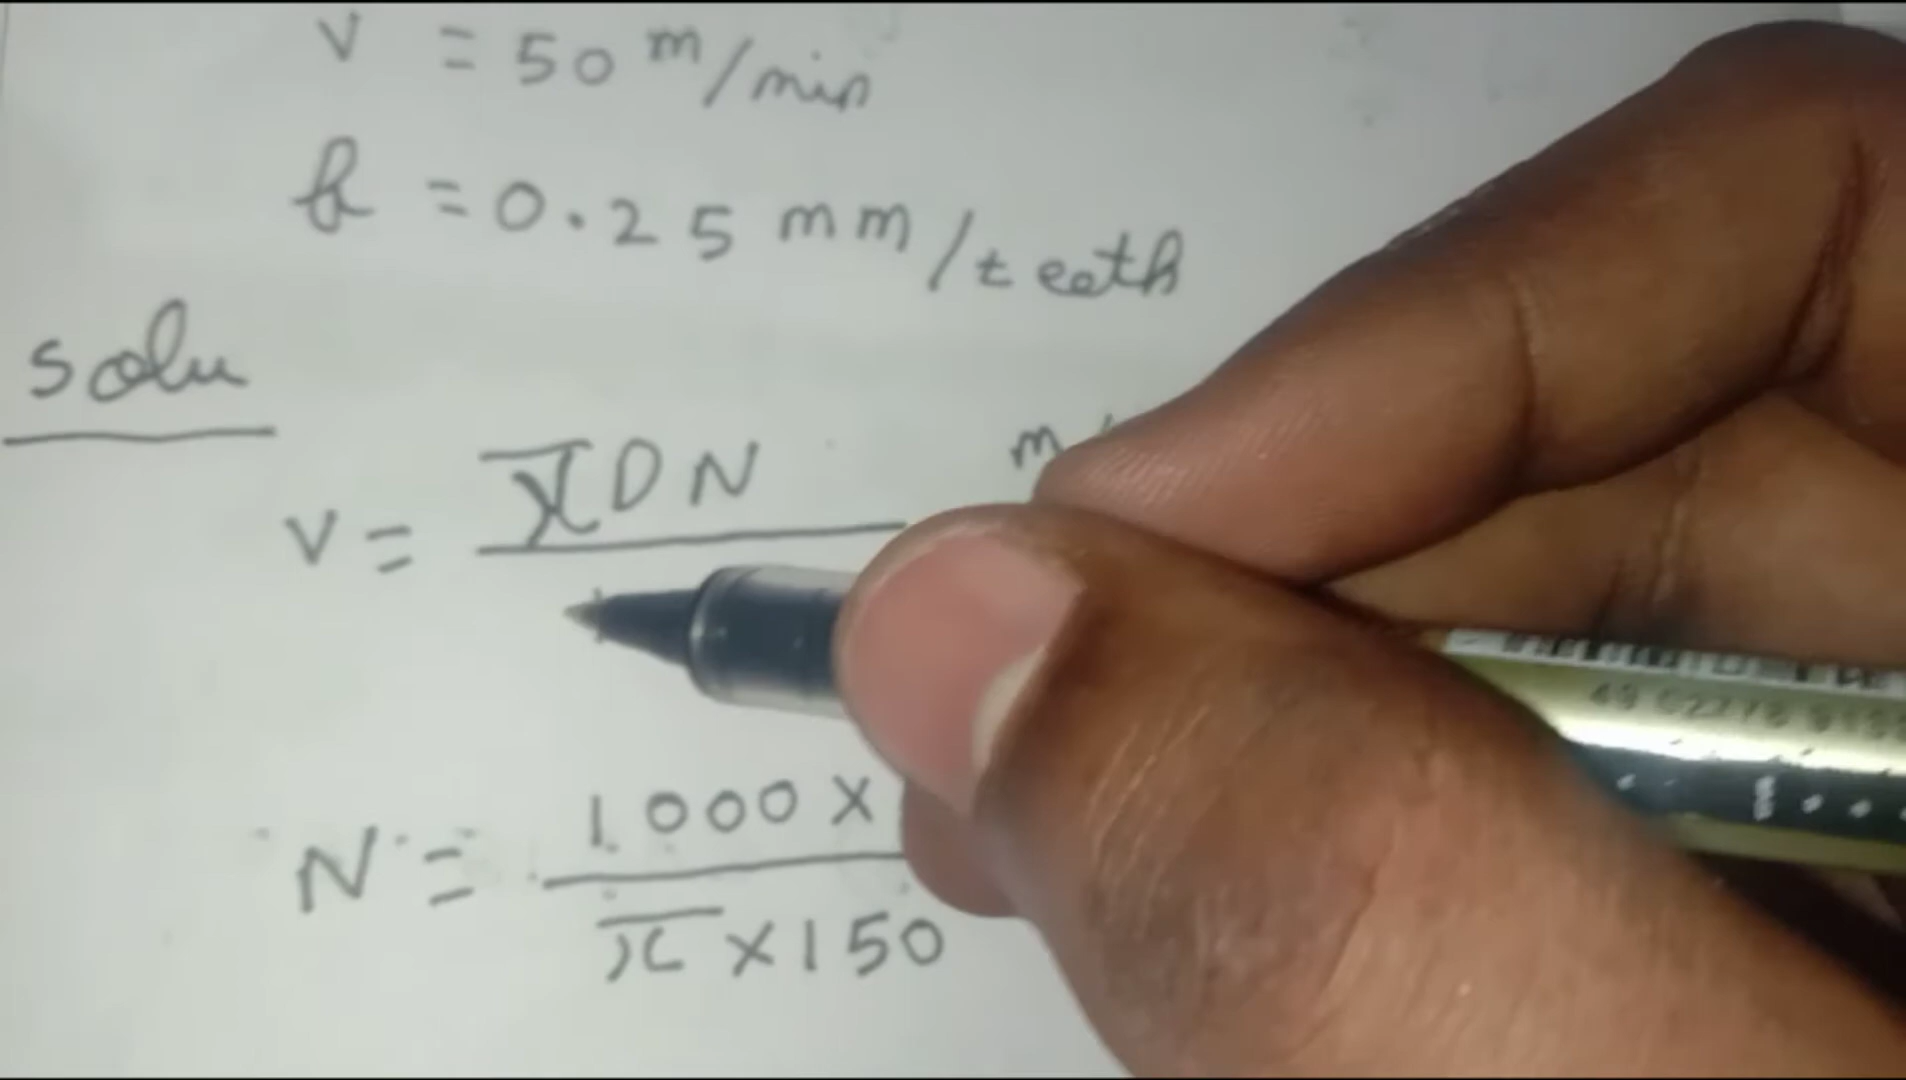 V = 50 m/min
f = 0.25 mm/teeth
Solu
V = πDN m
N = 1000 ×
π × 150